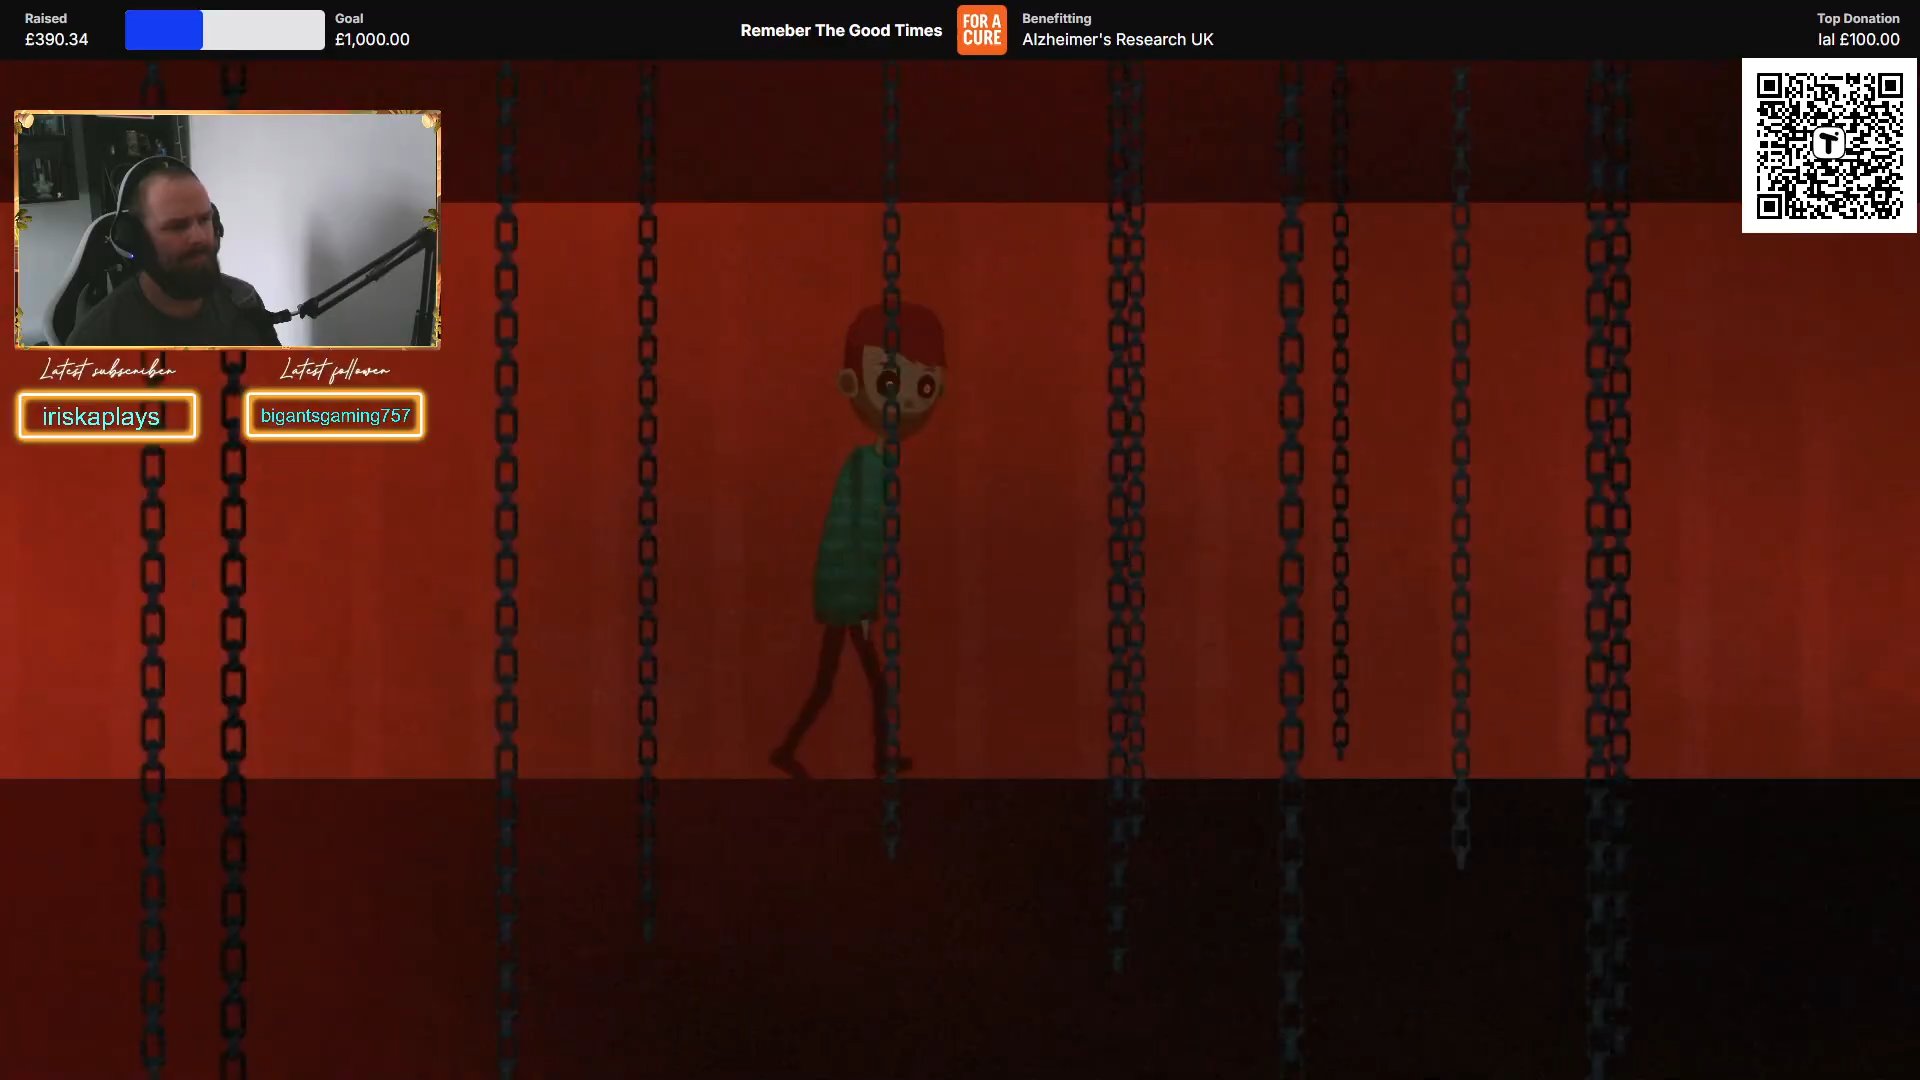 Raised
£390.34
Goal
£1,000.00
Remeber The Good Times
FOR A
CURE
Benefitting
Alzheimer's Research UK
Top Donation
lal £100.00
T
Latest subscriber
Latest follower
iriskaplays
bigantsgaming757